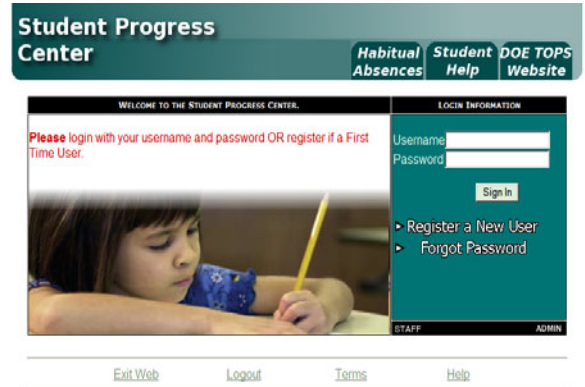 Student Progress
Center
Habitual
Absences
Student
Help
DOE TOPS
Website
WELCOME TO THE STUDENT PROGRESS CENTER.
LOGIN INFORMATION
Please login with your username and password OR register if a First
Time User.
Username
Password
Sign In
Register a New User
Forgot Password
STAFF
ADMIN
Exit Web
Logout
Terms
Help